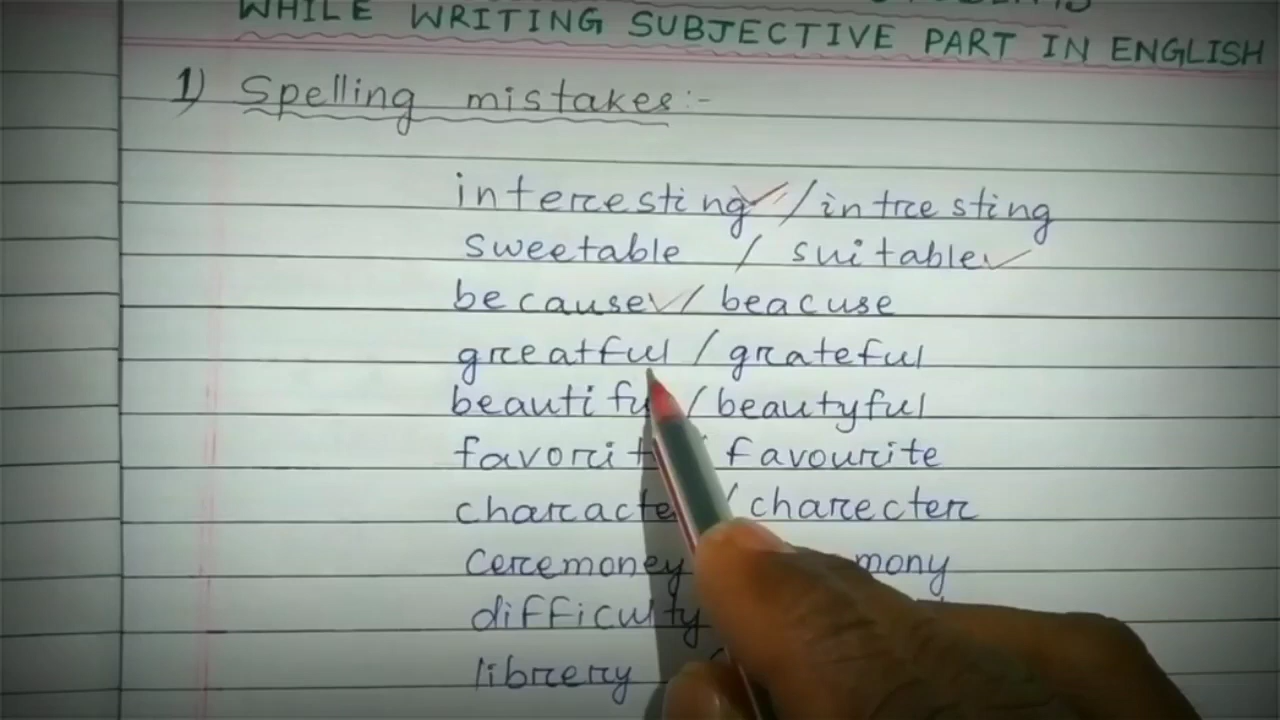 WHILE WRITING SUBJECTIVE PART IN ENGLISH
1) Spelling mistakes:-
interesting ✓ / intresting
sweetable / suitable ✓
because ✓ / beacuse
greatful / grateful
beautiful / beautyful
/ favourite
character / charecter
ceremoney
difficulty
librery